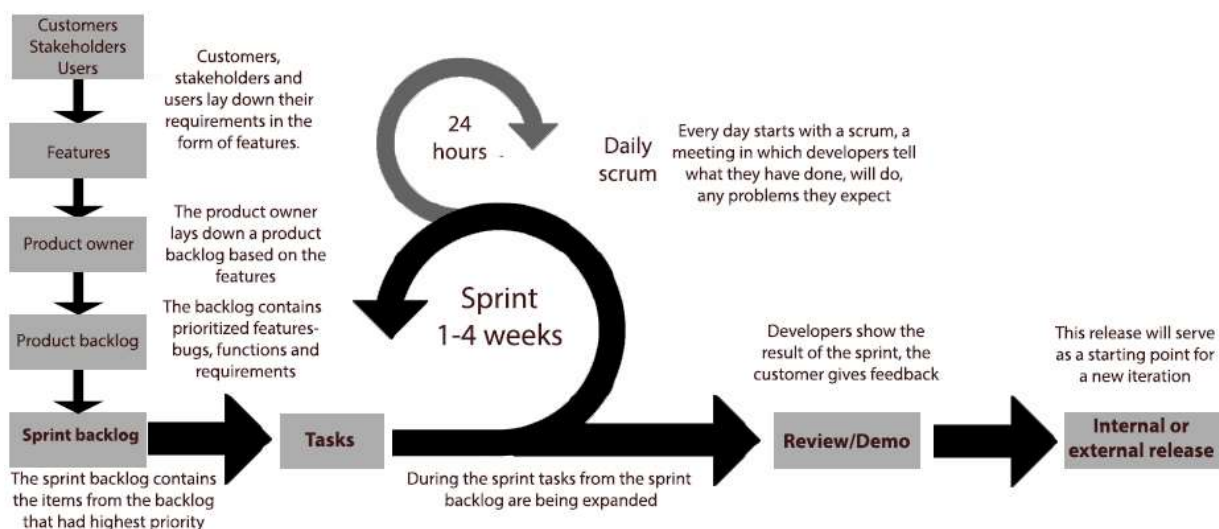 Customers
Stakeholders
Users
Customers,
stakeholders and
users lay down their
requirements in the
form of features.
Features
The product owner
lays down a product
backlog based on the
features
Product owner
The backlog contains
prioritized features-
bugs, functions and
requirements
Product backlog
Sprint backlog
The sprint backlog contains
the items from the backlog
that had highest priority
Tasks
24
hours
Daily
scrum
Every day starts with a scrum, a
meeting in which developers tell
what they have done, will do,
any problems they expect
Sprint
1-4 weeks
During the sprint tasks from the sprint
backlog are being expanded
Developers show the
result of the sprint, the
customer gives feedback
Review/Demo
This release will serve
as a starting point for
a new iteration
Internal or
external release